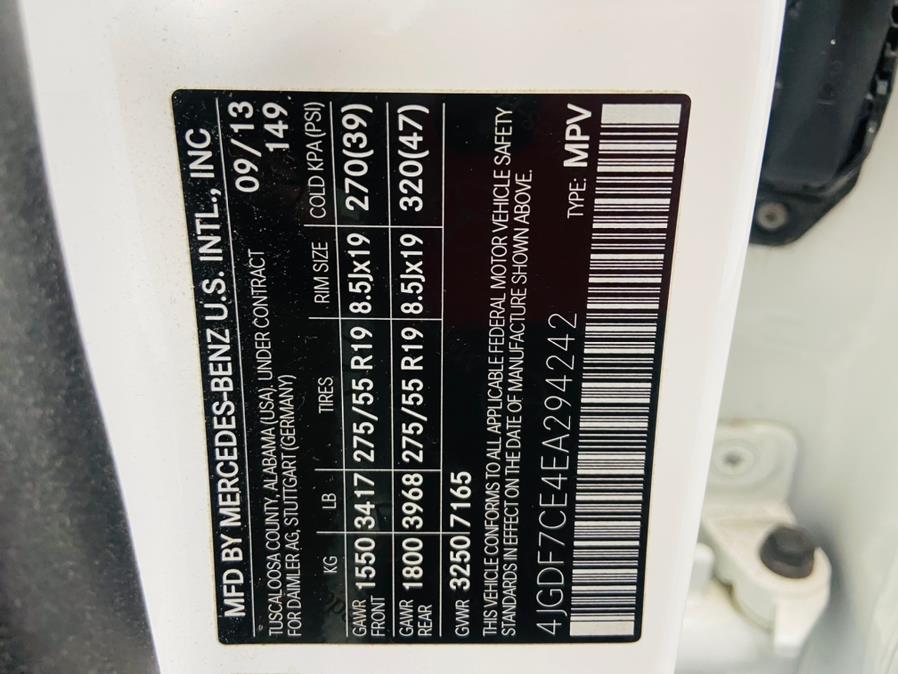 MFD BY MERCEDES-BENZ U.S. INTL., INC
TUSCALOOSA COUNTY, ALABAMA (USA). UNDER CONTRACT 09/13
FOR DAIMLER AG, STUTTGART (GERMANY) 149
KG LB TIRES RIM SIZE COLD KPA (PSI)
GAWR FRONT 1550 3417 275/55 R19 8.5Jx19 270(39)
GAWR REAR 1800 3968 275/55 R19 8.5Jx19 320(47)
GVWR 3250 7165
THIS VEHICLE CONFORMS TO ALL APPLICABLE FEDERAL MOTOR VEHICLE SAFETY
STANDARDS IN EFFECT ON THE DATE OF MANUFACTURE SHOWN ABOVE.
4JGDF7CE4EA294242 TYPE: MPV